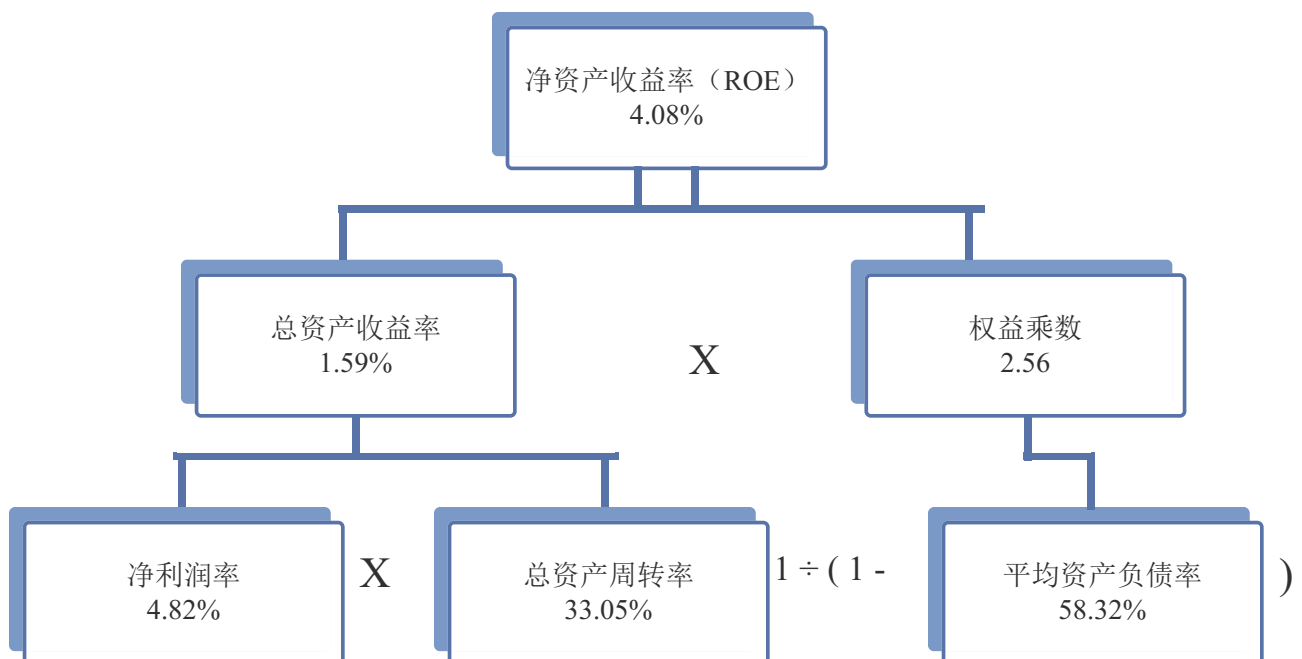 净资产收益率（ROE）
4.08%
总资产收益率
1.59%
X
权益乘数
2.56
净利润率
4.82%
X
总资产周转率
33.05%
1 ÷ ( 1 -
平均资产负债率
58.32%
)